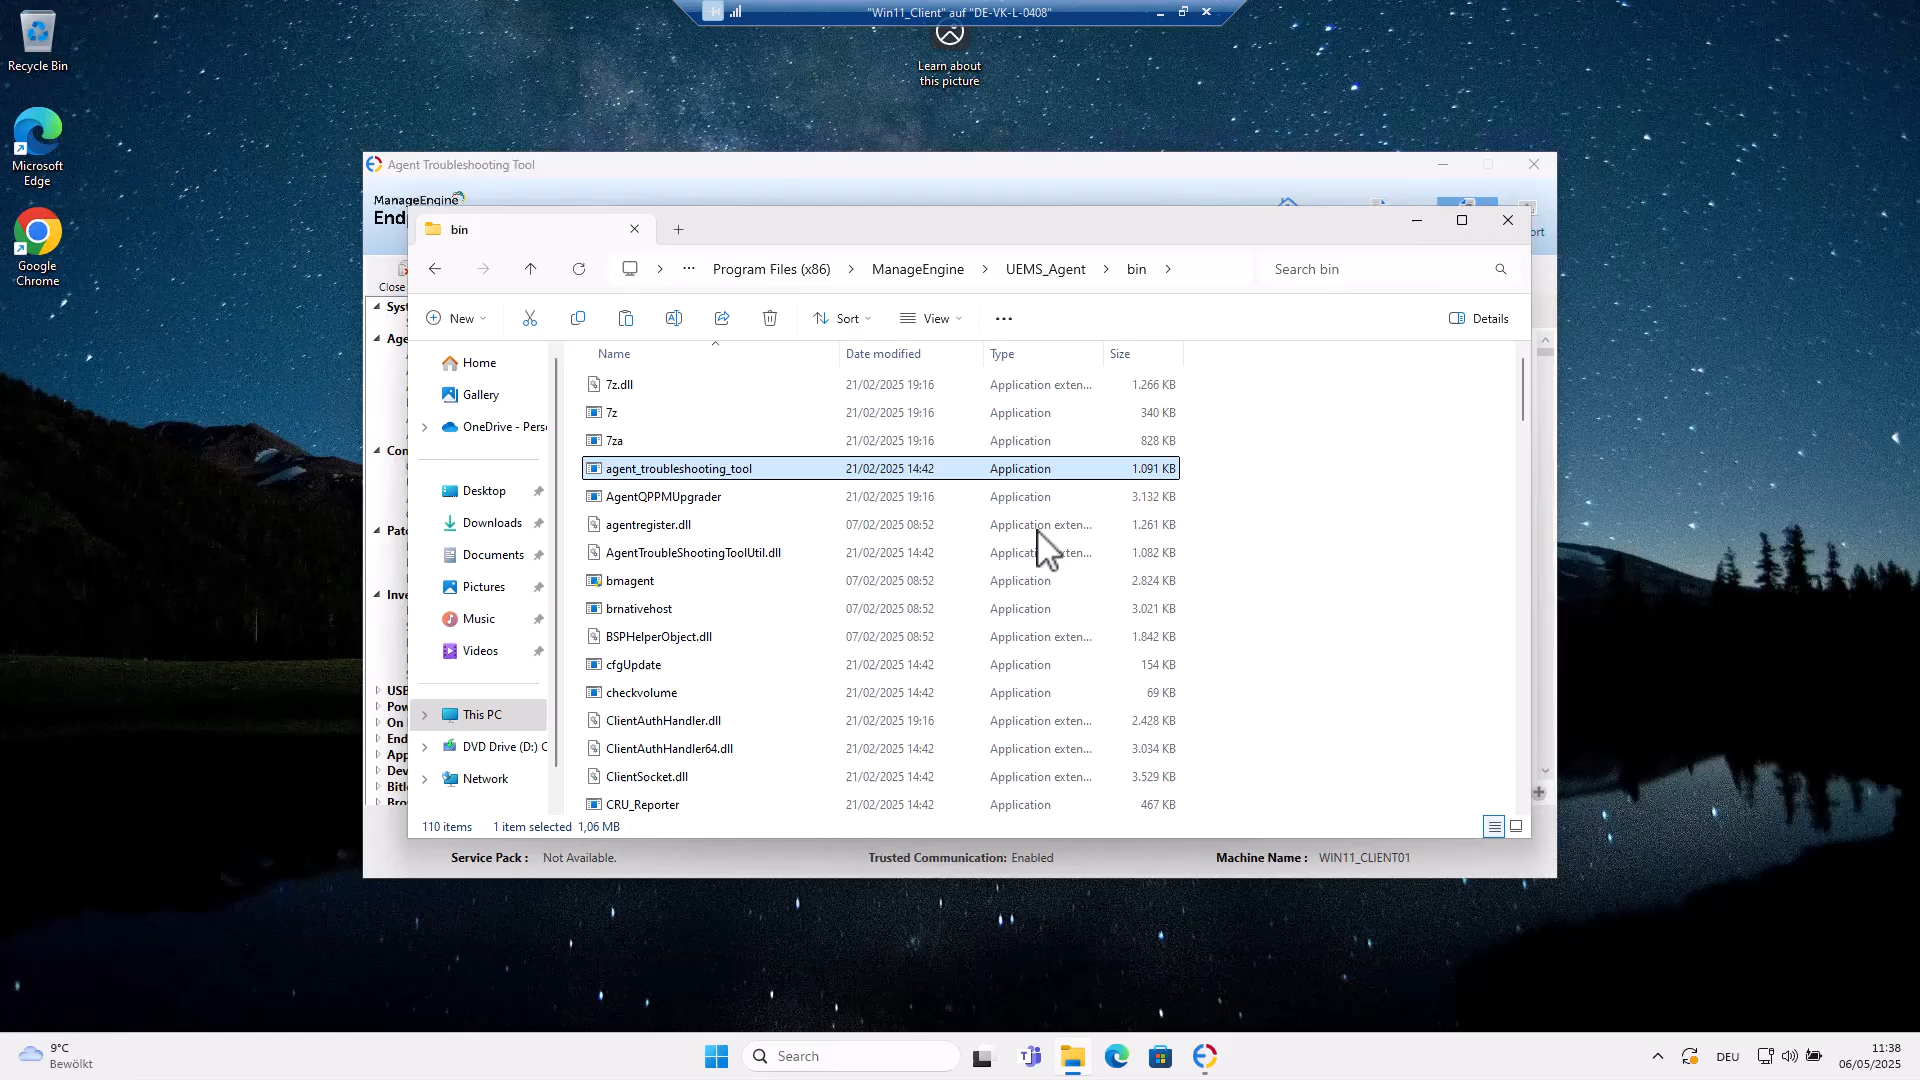 "Win11_Client" auf "DE-VK-L-0408"
Recycle Bin
Learn about
this picture
Microsoft
Edge
Google
Chrome
Agent Troubleshooting Tool
ManageEngine
End
ort
Close
Sys
Age
Con
Pat
Inve
USB
Pow
On
End
App
Dev
Bitl
Bro
bin
Program Files (x86)
ManageEngine
UEMS_Agent
bin
Search bin
New
Sort
View
Details
Home
Gallery
OneDrive - Pers
Desktop
Downloads
Documents
Pictures
Music
Videos
This PC
DVD Drive (D:) C
Network
Name Date modified Type Size
7z.dll 21/02/2025 19:16 Application exten... 1.266 KB
7z 21/02/2025 19:16 Application 340 KB
7za 21/02/2025 19:16 Application 828 KB
agent_troubleshooting_tool 21/02/2025 14:42 Application 1.091 KB
AgentQPPMUpgrader 21/02/2025 19:16 Application 3.132 KB
agentregister.dll 07/02/2025 08:52 Application exten... 1.261 KB
AgentTroubleShootingToolUtil.dll 21/02/2025 14:42 Applicati exten... 1.082 KB
bmagent 07/02/2025 08:52 Application 2.824 KB
brnativehost 07/02/2025 08:52 Application 3.021 KB
BSPHelperObject.dll 07/02/2025 08:52 Application exten... 1.842 KB
cfgUpdate 21/02/2025 14:42 Application 154 KB
checkvolume 21/02/2025 14:42 Application 69 KB
ClientAuthHandler.dll 21/02/2025 19:16 Application exten... 2.428 KB
ClientAuthHandler64.dll 21/02/2025 14:42 Application exten... 3.034 KB
ClientSocket.dll 21/02/2025 14:42 Application exten... 3.529 KB
CRU_Reporter 21/02/2025 14:42 Application 467 KB
110 items 1 item selected 1,06 MB
Service Pack : Not Available. Trusted Communication: Enabled Machine Name : WIN11_CLIENT01
9°C
Bewölkt
Search
DEU
11:38
06/05/2025